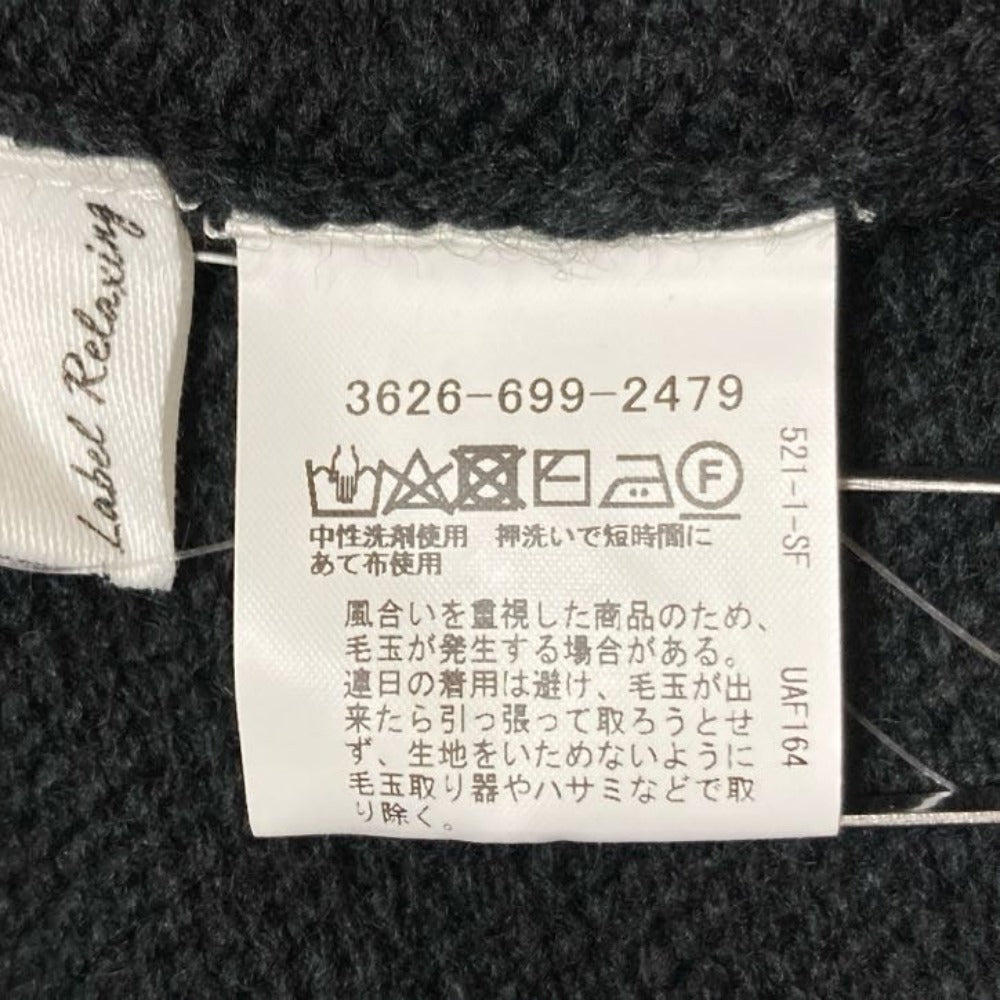 Label Relaxing
3626-699-2479
F
中性洗剤使用 押洗いで短時間に
あて布使用
風合いを重視した商品のため、
毛玉が発生する場合がある。
連日の着用は避け、毛玉が出
来たら引っ張って取ろうとせ
ず、生地をいためないように
毛玉取り器やハサミなどで取
り除く。
521-1-SF
UAF164